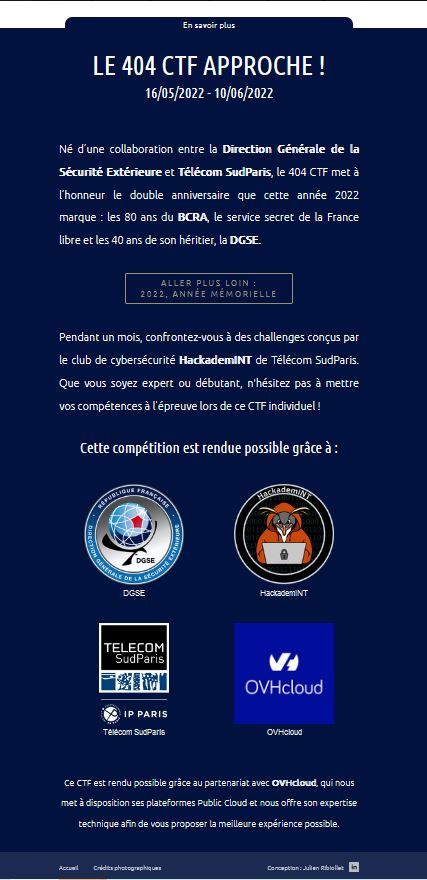 En savoir plus
LE 404 CTF APPROCHE !
16/05/2022 - 10/06/2022
Né d'une collaboration entre la Direction Générale de la
Sécurité Extérieure et Télécom SudParis, le 404 CTF met à
l'honneur le double anniversaire que cette année 2022
marque : les 80 ans du BCRA, le service secret de la France
libre et les 40 ans de son héritier, la DGSE.
ALLER PLUS LOIN :
2022, ANNÉE MÉMORIELLE
Pendant un mois, confrontez-vous à des challenges conçus par
le club de cybersécurité HackademINT de Télécom SudParis.
Que vous soyez expert ou débutant, n'hésitez pas à mettre
vos compétences à l'épreuve lors de ce CTF individuel !
Cette compétition est rendue possible grâce à :
RÉPUBLIQUE FRANÇAISE
DGSE
DIRECTION GÉNÉRALE DE LA SÉCURITÉ EXTÉRIEURE
HackademINT
DGSE
HackademINT
TELECOM
SudParis
IP PARIS
OVHcloud
Télécom SudParis
OVHcloud
Ce CTF est rendu possible grâce au partenariat avec OVHcloud, qui nous
met à disposition ses plateformes Public Cloud et nous offre son expertise
technique afin de vous proposer la meilleure expérience possible.
Accueil
Crédits photographiques
Conception : Julien Ribiollet
in